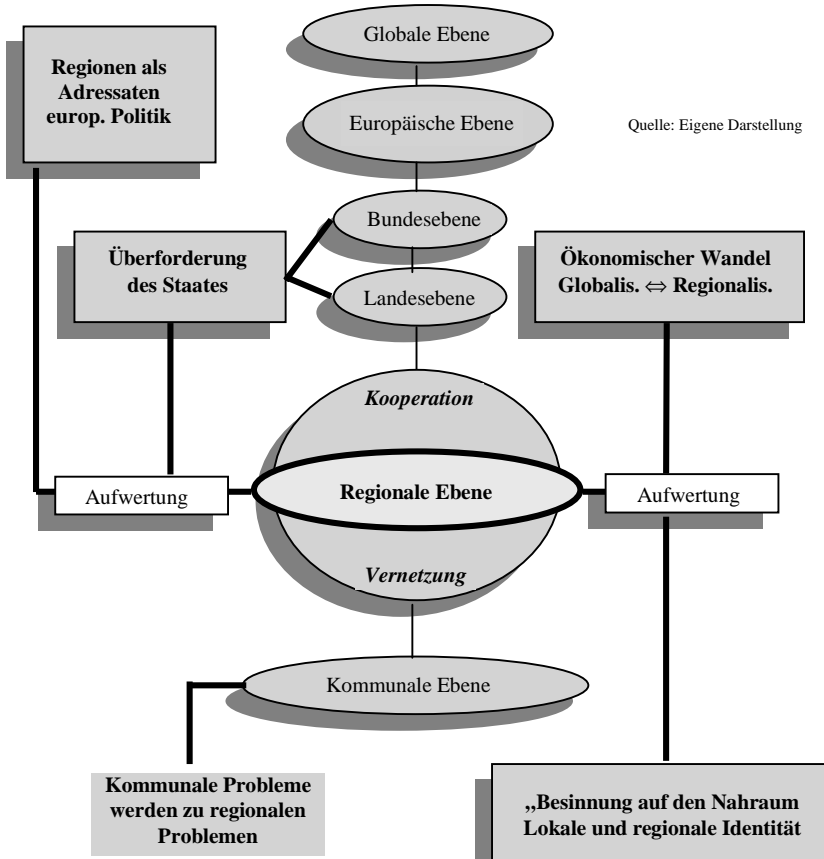 Globale Ebene
Regionen als
Adressaten
europ. Politik
Europäische Ebene
Quelle: Eigene Darstellung
Bundesebene
Überforderung
des Staates
Ökonomischer Wandel
Globalis. ⇔ Regionalis.
Landesebene
Kooperation
Aufwertung
Regionale Ebene
Aufwertung
Vernetzung
Kommunale Ebene
Kommunale Probleme
werden zu regionalen
Problemen
„Besinnung auf den Nahraum
Lokale und regionale Identität